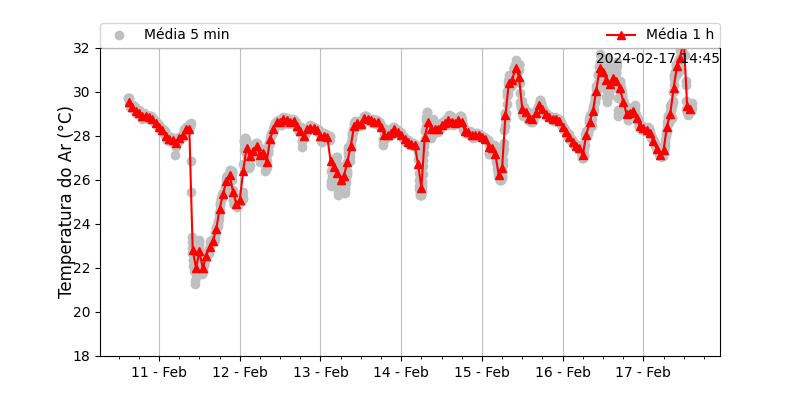 Média 5 min
Média 1 h
2024-02-17 14:45
Temperatura do Ar (°C)
32
30
28
26
24
22
20
18
11 - Feb
12 - Feb
13 - Feb
14 - Feb
15 - Feb
16 - Feb
17 - Feb